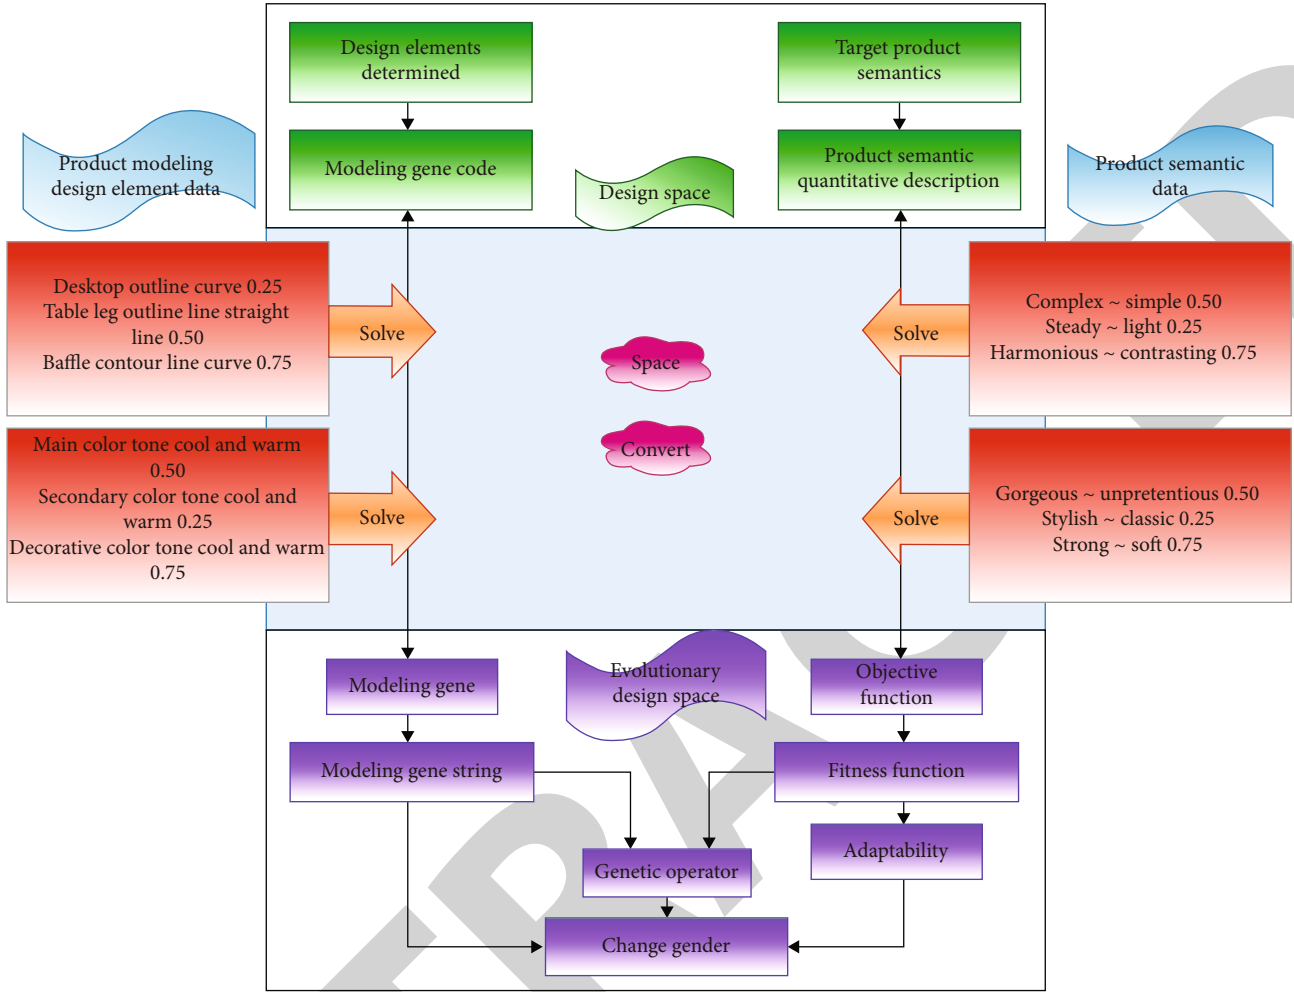 Design elements
determined
Target product
semantics
Product modeling
design element data
Modeling gene code
Design space
Product semantic
quantitative description
Product semantic
data
Desktop outline curve 0.25
Table leg outline line straight
line 0.50
Baffle contour line curve 0.75
Solve
Space
Solve
Complex ~ simple 0.50
Steady ~ light 0.25
Harmonious ~ contrasting 0.75
Convert
Main color tone cool and warm
0.50
Secondary color tone cool and
warm 0.25
Decorative color tone cool and warm
0.75
Solve
Solve
Gorgeous ~ unpretentious 0.50
Stylish ~ classic 0.25
Strong ~ soft 0.75
Modeling gene
Evolutionary
design space
Objective
function
Modeling gene string
Fitness function
Genetic operator
Adaptability
Change gender